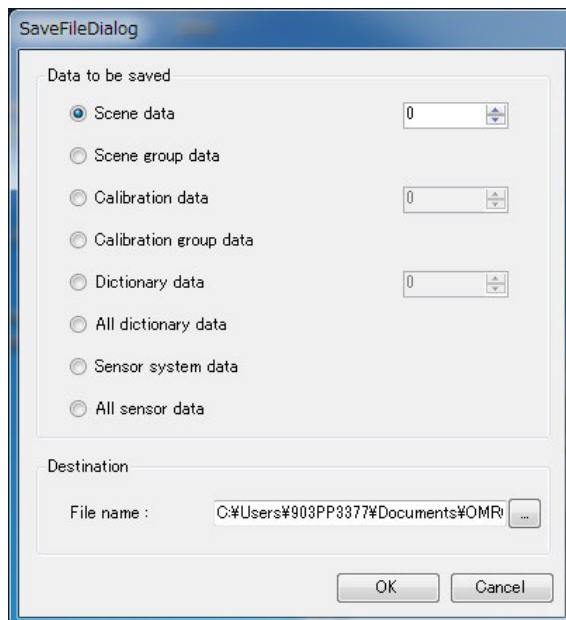 SaveFileDialog
Data to be saved
Scene data 0
Scene group data
Calibration data 0
Calibration group data
Dictionary data 0
All dictionary data
Sensor system data
All sensor data
Destination
File name : C:¥Users¥903PP3377¥Documents¥OMR ...
OK Cancel